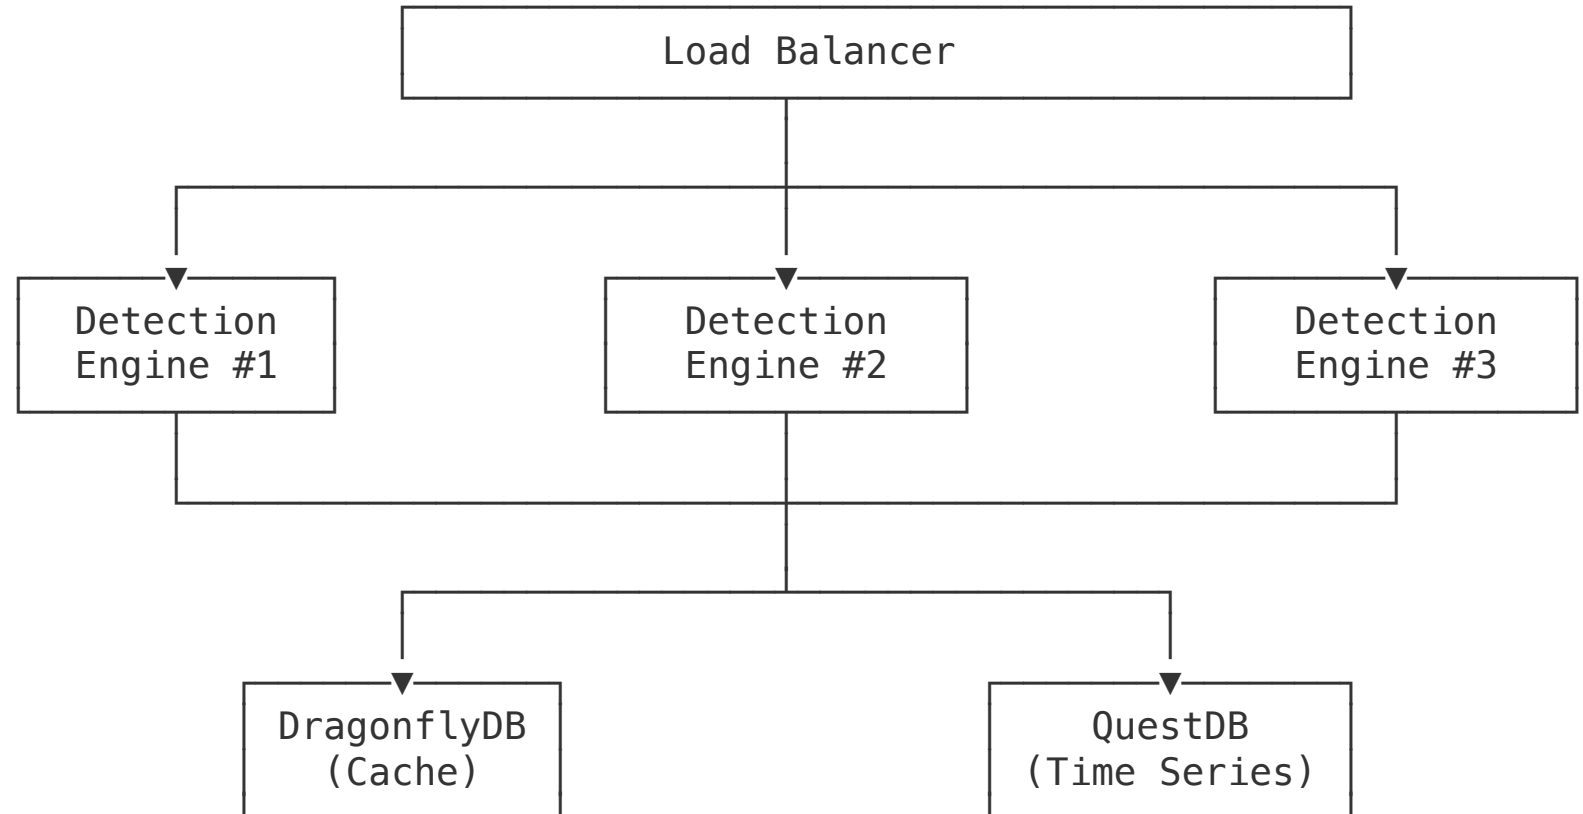 Load Balancer
Detection
Engine #1
Detection
Engine #2
Detection
Engine #3
DragonflyDB
(Cache)
QuestDB
(Time Series)